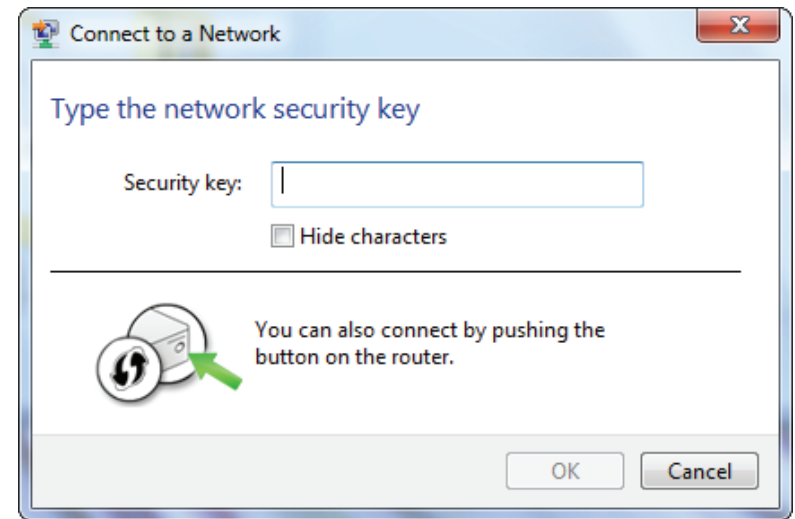 Connect to a Network
Type the network security key
Security key:
Hide characters
You can also connect by pushing the
button on the router.
OK
Cancel